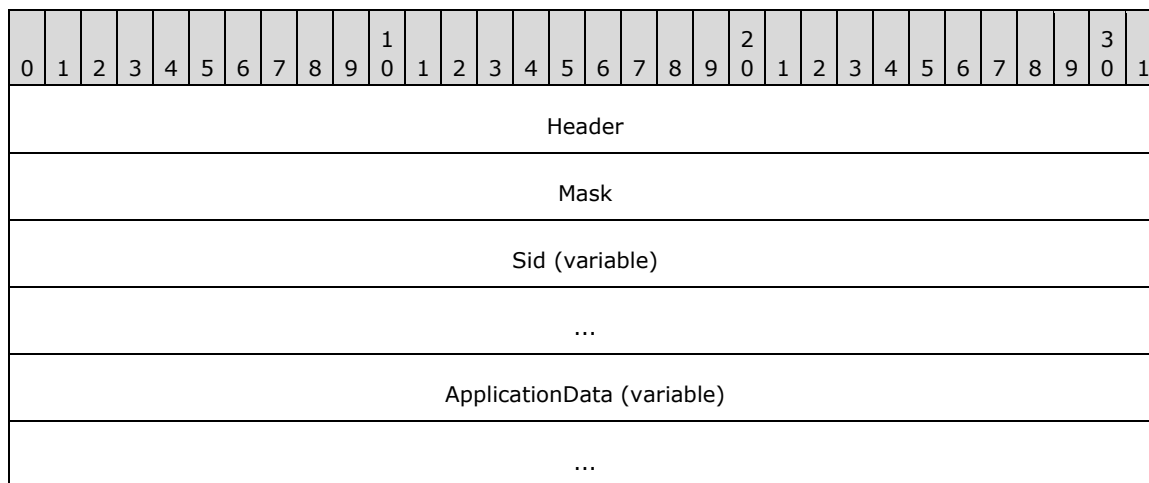 1 2 3
0 1 2 3 4 5 6 7 8 9 0 1 2 3 4 5 6 7 8 9 0 1 2 3 4 5 6 7 8 9 0 1
Header
Mask
Sid (variable)
...
ApplicationData (variable)
...